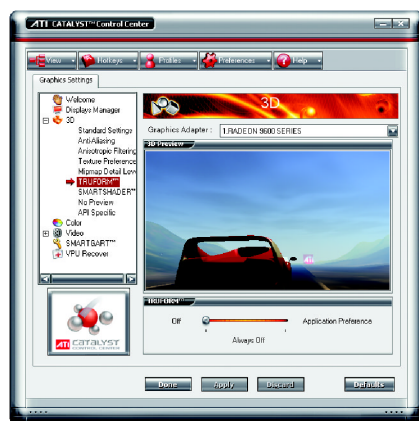 ATI CATALYST™ Control Center
View Hotkeys Profiles Preferences Help
Graphics Settings
Welcome
Displays Manager
3D
Standard Settings
Anti-Aliasing
Anisotropic Filtering
Texture Preference
Mipmap Detail Leve
TRUFORM™
SMARTSHADER™
No Preview
API Specific
Color
Video
SMARTGART™
VPU Recover
ATI CATALYST
CONTROL CENTER
3D
Graphics Adapter : 1.RADEON 9600 SERIES
3D Preview
ATI
TRUFORM™
Off Application Preference
Always Off
Done Apply Discard Defaults